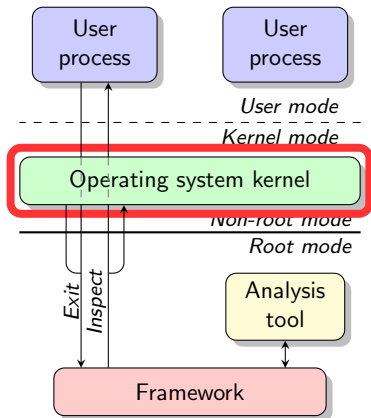 User
process
User
process
User mode
Kernel mode
Operating system kernel
Non-root mode
Root mode
Exit
Inspect
Analysis
tool
Framework